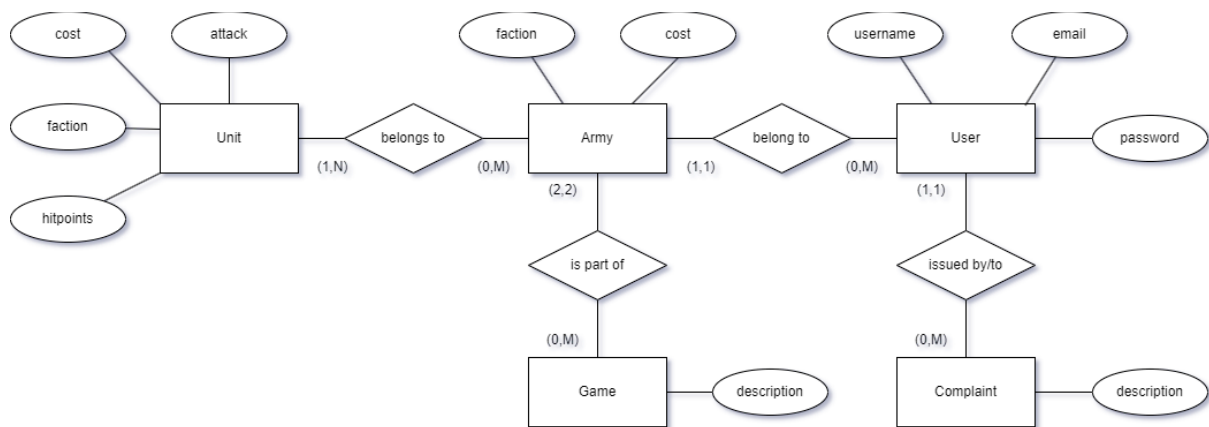 cost
attack
faction
cost
username
email
faction
Unit
belongs to
Army
belong to
User
password
(1,N)
(0,M)
(1,1)
(0,M)
(2,2)
(1,1)
hitpoints
is part of
issued by/to
(0,M)
(0,M)
Game
description
Complaint
description